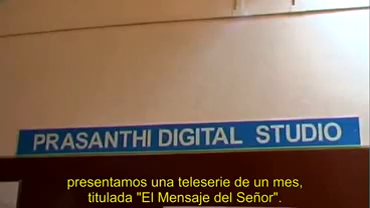 PRASANTHI DIGITAL STUDIO
presentamos una teleserie de un mes,
titulada "El Mensaje del Señor".